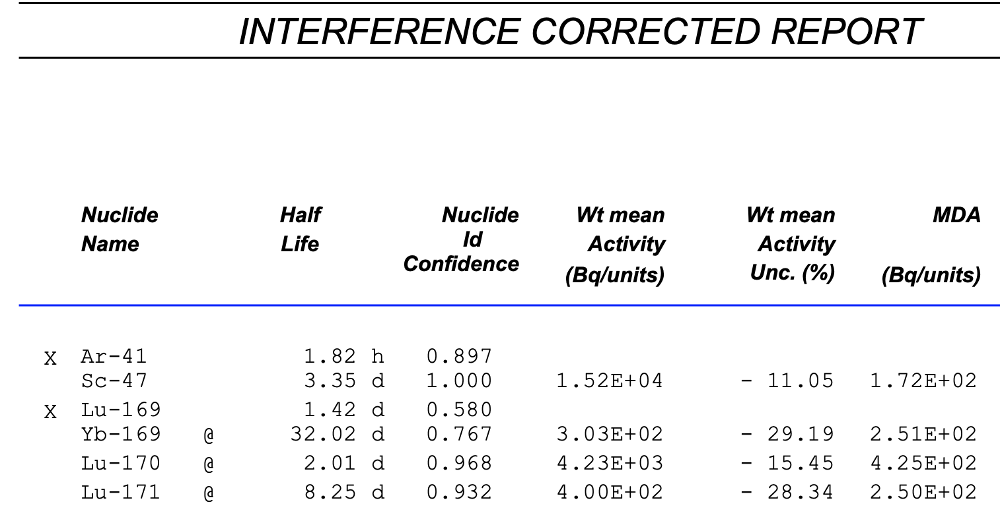 INTERFERENCE CORRECTED REPORT
Nuclide Half Nuclide Wt mean Wt mean MDA
Name Life Id Activity Activity
Confidence (Bq/units) Unc. (%) (Bq/units)
X Ar-41 1.82 h 0.897
Sc-47 3.35 d 1.000 1.52E+04 - 11.05 1.72E+02
X Lu-169 1.42 d 0.580
Yb-169 @ 32.02 d 0.767 3.03E+02 - 29.19 2.51E+02
Lu-170 @ 2.01 d 0.968 4.23E+03 - 15.45 4.25E+02
Lu-171 @ 8.25 d 0.932 4.00E+02 - 28.34 2.50E+02